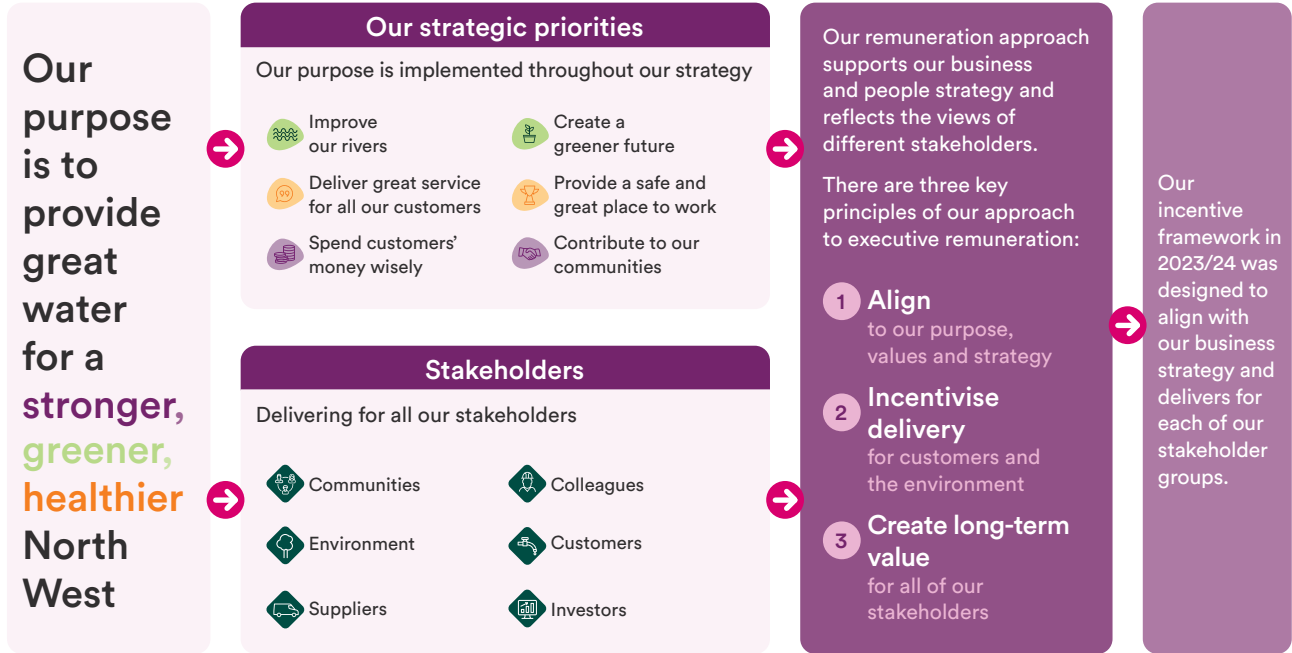 Our
purpose
is to
provide
great
water
for a
stronger,
greener,
healthier
North
West
Our strategic priorities
Our purpose is implemented throughout our strategy
Improve
our rivers
Create a
greener future
99
Deliver great service
for all our customers
Provide a safe and
great place to work
Spend customers’
money wisely
Contribute to our
communities
Stakeholders
Delivering for all our stakeholders
Communities
Colleagues
Environment
Customers
Suppliers
Investors
Our remuneration approach
supports our business
and people strategy and
reflects the views of
different stakeholders.
There are three key
principles of our approach
to executive remuneration:
1 Align
to our purpose,
values and strategy
2 Incentivise
delivery
for customers and
the environment
3 Create long-term
value
for all of our
stakeholders
Our
incentive
framework in
2023/24 was
designed to
align with
our business
strategy and
delivers for
each of our
stakeholder
groups.